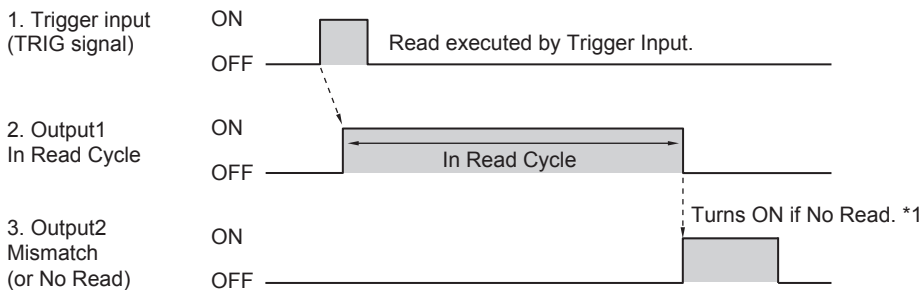 1. Trigger input
(TRIG signal)
ON
OFF
Read executed by Trigger Input.
2. Output1
In Read Cycle
ON
OFF
In Read Cycle
Turns ON if No Read. *1
3. Output2
Mismatch
(or No Read)
ON
OFF